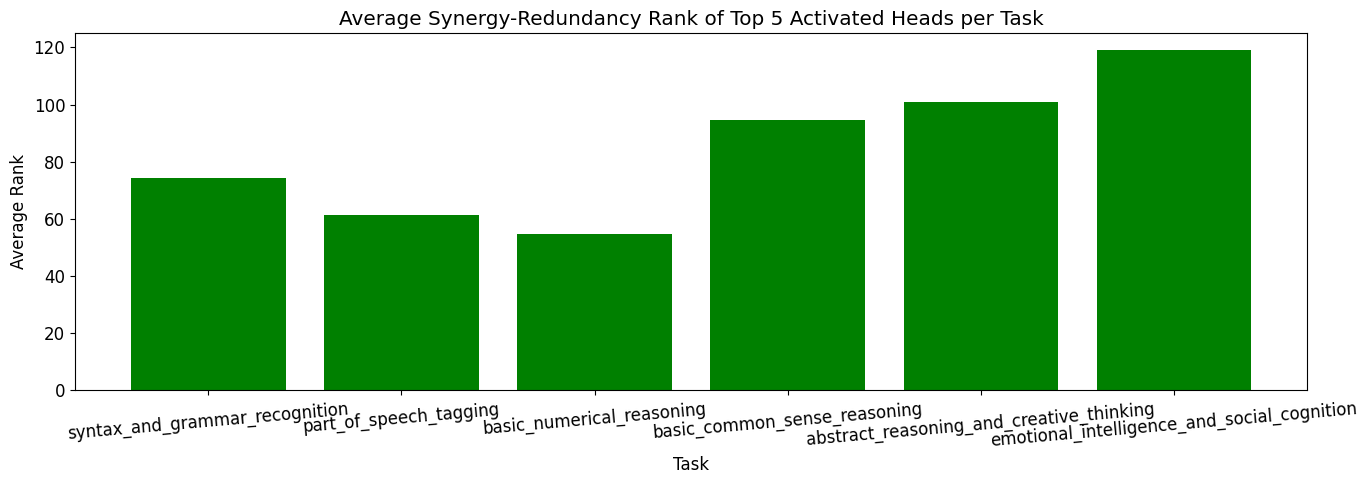 Average Synergy-Redundancy Rank of Top 5 Activated Heads per Task
Average Rank
120
100
80
60
40
20
0
syntax_and_grammar_recognition
part_of_speech_tagging
basic_numerical_reasoning
basic_common_sense_reasoning
abstract_reasoning_and_creative_thinking
emotional_intelligence_and_social_cognition
Task